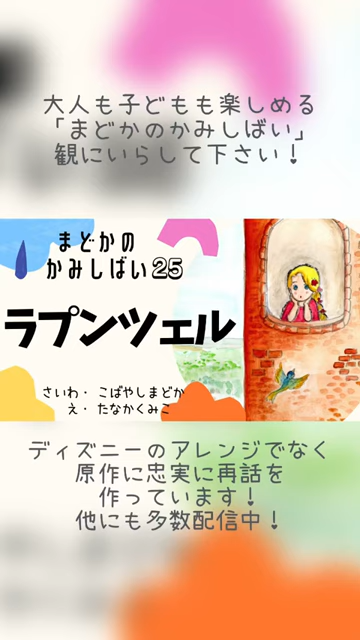 大人も子どもも楽しめる
「まどかのかみしばい」
観にいらして下さい！
まどかの
かみしばい25
ラプンツェル
さいわ・ こばやしまどか
え・ たなかくみこ
ディズニーのアレンジでなく
原作に忠実に再話を
作っています！
他にも多数配信中！